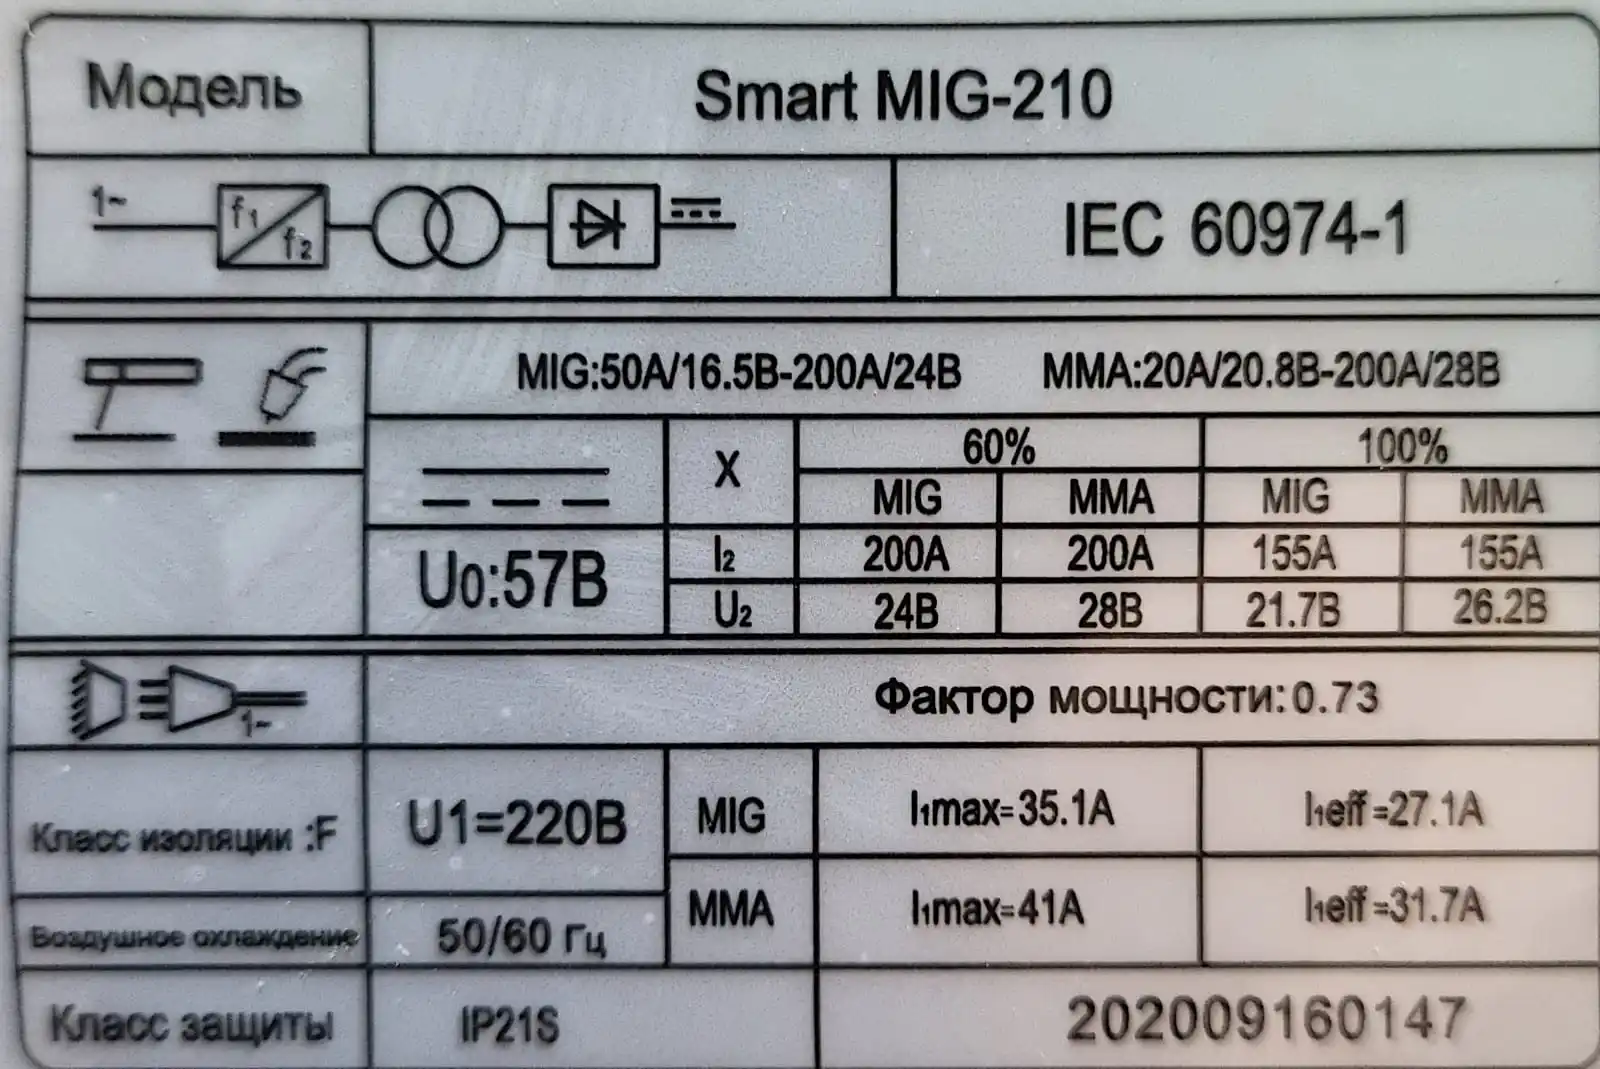 Модель Smart MIG-210
1~ f1 f2 IEC 60974-1
MIG:50A/16.5B-200A/24B MMA:20A/20.8B-200A/28B
X 60% 100%
MIG MMA MIG MMA
U0:57B I2 200A 200A 155A 155A
U2 24B 28B 21.7B 26.2B
1~ Фактор мощности:0.73
Класс изоляции :F U1=220B MIG I1max=35.1A I1eff=27.1A
Воздушное охлаждение 50/60 Гц MMA I1max=41A I1eff=31.7A
Класс защиты IP21S 202009160147